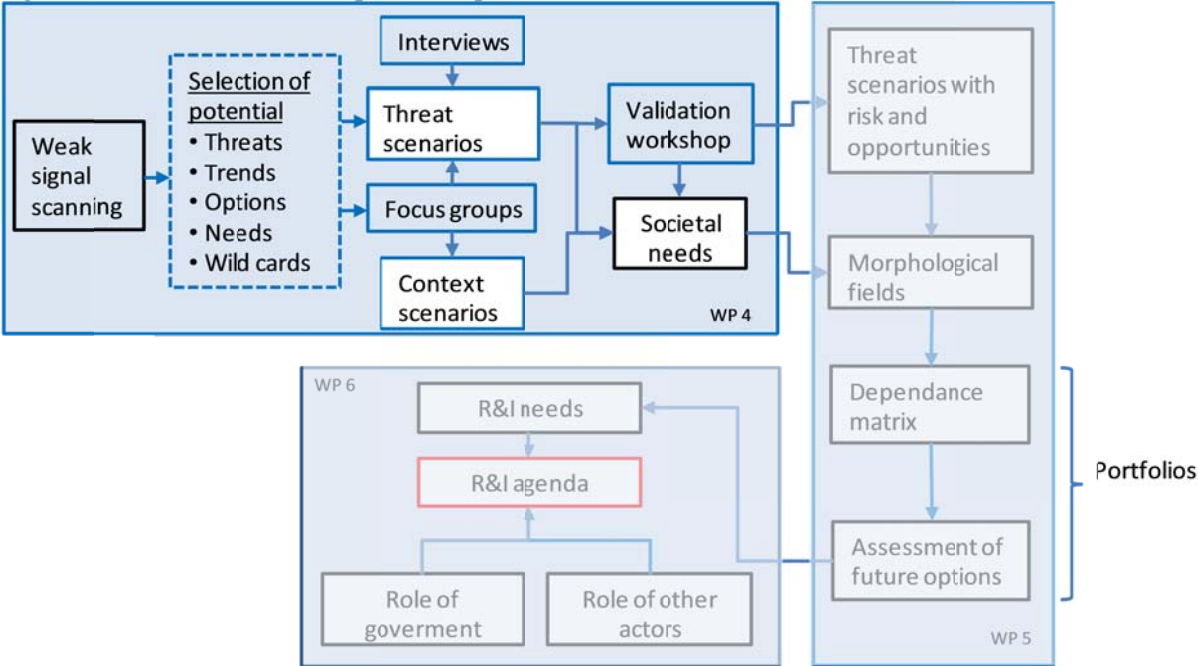 Interviews
Selection of
potential
• Threats
• Trends
• Options
• Needs
• Wild cards
Weak
signal
scanning
Threat
scenarios
Focus groups
Context
scenarios
Validation
workshop
Societal
needs
WP 4
Threat
scenarios with
risk and
opportunities
Morphological
fields
Dependance
matrix
Assessment of
future options
WP 5
Portfolios
WP 6
R&I needs
R&I agenda
Role of
goverment
Role of other
actors